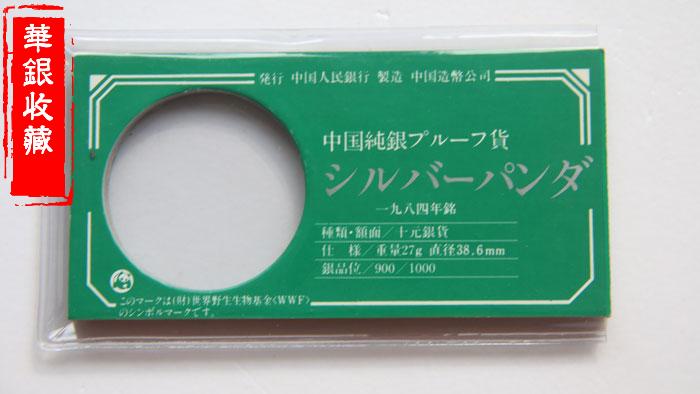 華銀收藏
発行 中国人民銀行 製造 中国造幣公司
中国純銀プルーフ貨
シルバーパンダ
一九八四年銘
種類・額面／十元銀貨
仕 様／重量27g 直径38.6mm
銀品位／900／1000
このマークは(財)世界野生生物基金〈WWF〉
のシンボルマークです。